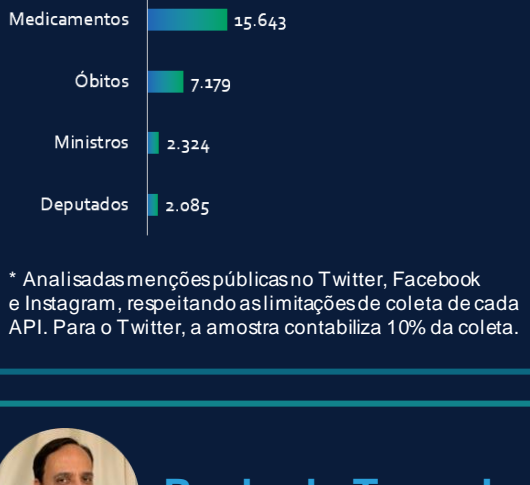 Medicamentos 15.643
Óbitos 7.179
Ministros 2.324
Deputados 2.085
* Analisadas menções públicas no Twitter, Facebook
e Instagram, respeitando as limitações de coleta de cada
API. Para o Twitter, a amostra contabiliza 10% da coleta.